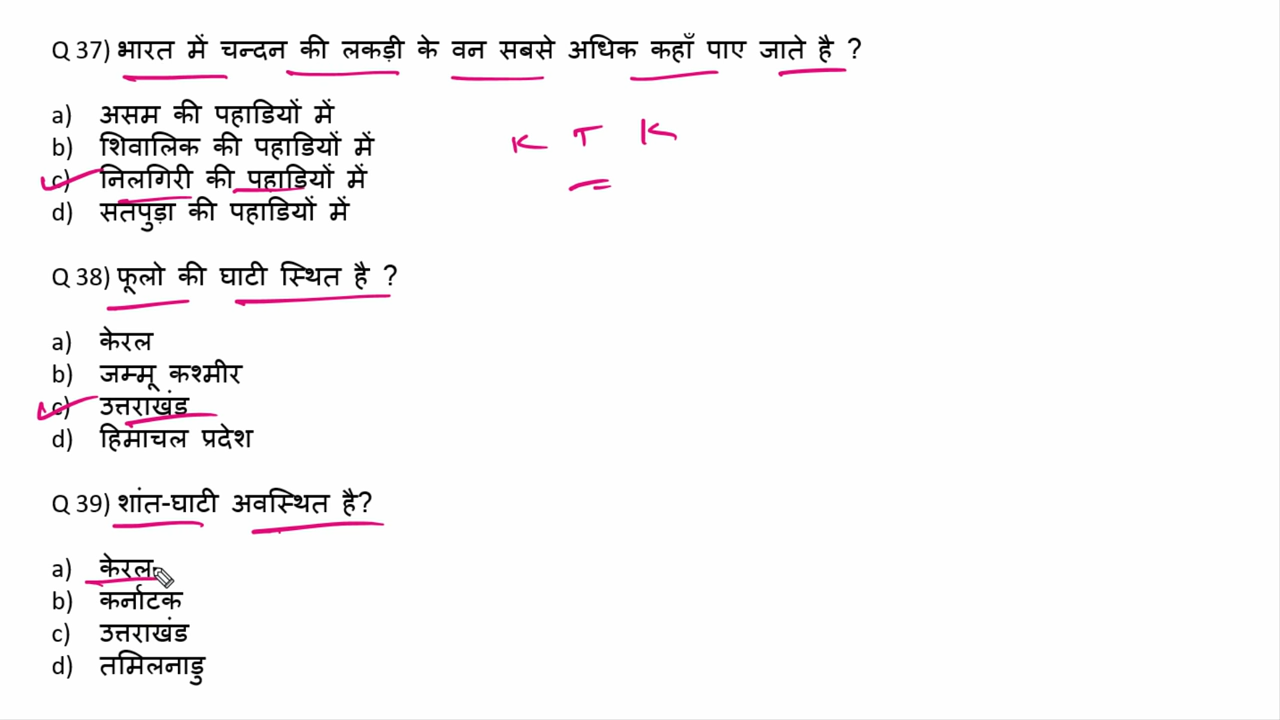 Q 37) भारत में चन्दन की लकड़ी के वन सबसे अधिक कहाँ पाए जाते है ?
a) असम की पहाडियों में
b) शिवालिक की पहाडियों में
K T K
c) निलगिरी की पहाडियों में
d) सतपुड़ा की पहाडियों में
Q 38) फूलो की घाटी स्थित है ?
a) केरल
b) जम्मू कश्मीर
c) उत्तराखंड
d) हिमाचल प्रदेश
Q 39) शांत-घाटी अवस्थित है?
a) केरल
b) कर्नाटक
c) उत्तराखंड
d) तमिलनाडु